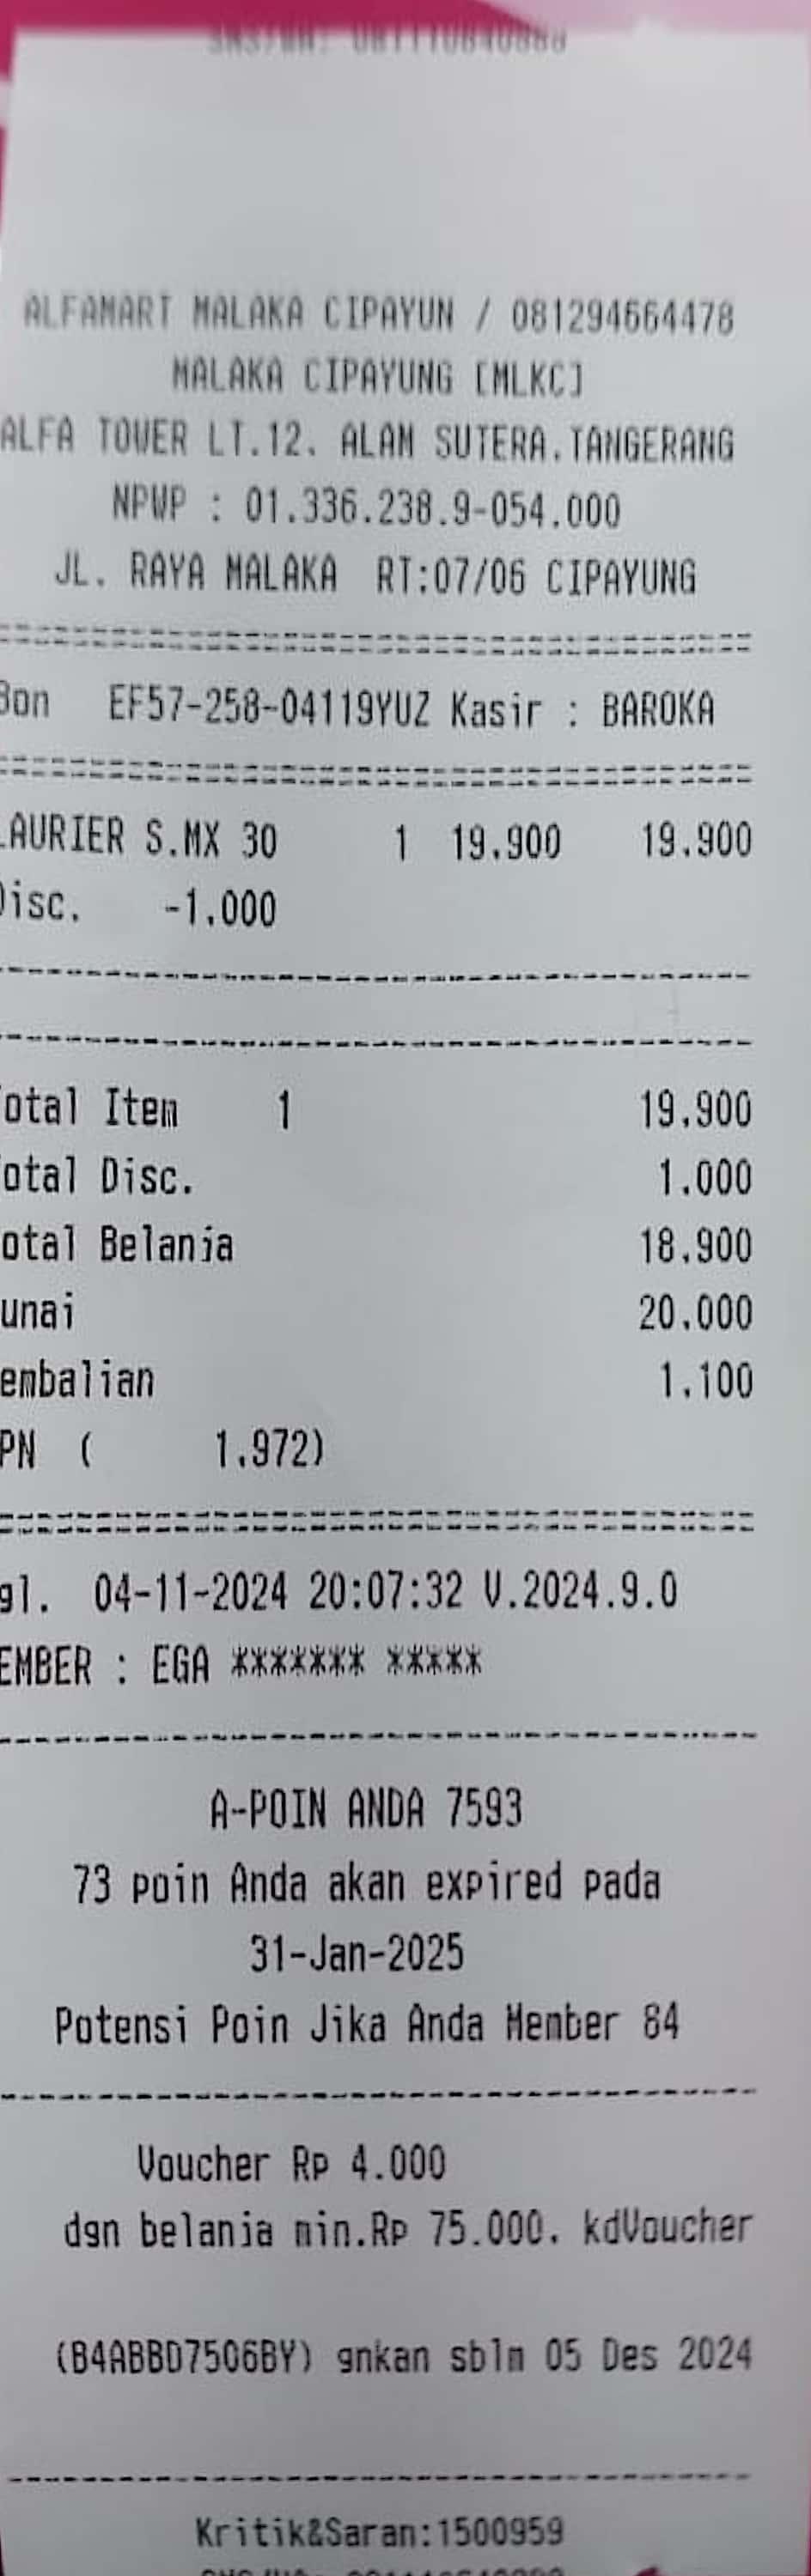 ALFAMART MALAKA CIPAYUN / 081294664478
MALAKA CIPAYUNG [MLKC]
ALFA TOWER LT.12. ALAM SUTERA.TANGERANG
NPWP : 01.336.238.9-054.000
JL. RAYA MALAKA RT:07/06 CIPAYUNG
Bon EF57-258-04119YUZ Kasir : BAROKA
LAURIER S.MX 30 1 19.900 19.900
Disc. -1.000
otal Item 1 19.900
otal Disc. 1.000
otal Belanja 18.900
unai 20.000
embalian 1.100
PN ( 1.972)
gl. 04-11-2024 20:07:32 V.2024.9.0
EMBER : EGA ******* *****
A-POIN ANDA 7593
73 poin Anda akan expired pada
31-Jan-2025
Potensi Poin Jika Anda Member 84
Voucher Rp 4.000
dgn belanja min.Rp 75.000. kdVoucher
(B4ABBD7506BY) gnkan sblm 05 Des 2024
Kritik&Saran:1500959